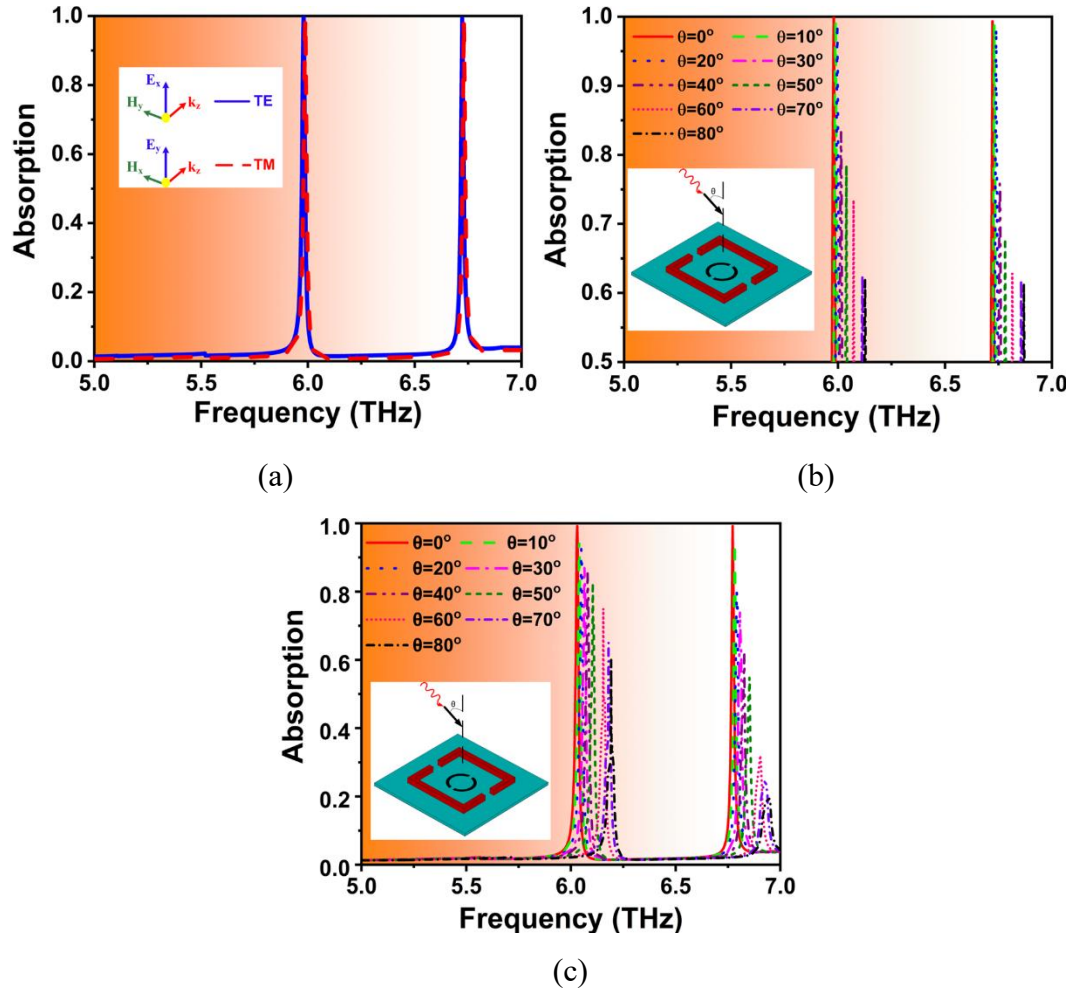 1.0
0.8
0.6
0.4
0.2
0.0
Absorption
Ex
Hy
kz
TE
Ey
Hx
kz
TM
5.0 5.5 6.0 6.5 7.0
Frequency (THz)
(a)
1.0
0.9
0.8
0.7
0.6
0.5
Absorption
θ=0° θ=10°
θ=20° θ=30°
θ=40° θ=50°
θ=60° θ=70°
θ=80°
θ
5.0 5.5 6.0 6.5 7.0
Frequency (THz)
(b)
1.0
0.8
0.6
0.4
0.2
0.0
Absorption
θ=0° θ=10°
θ=20° θ=30°
θ=40° θ=50°
θ=60° θ=70°
θ=80°
θ
5.0 5.5 6.0 6.5 7.0
Frequency (THz)
(c)